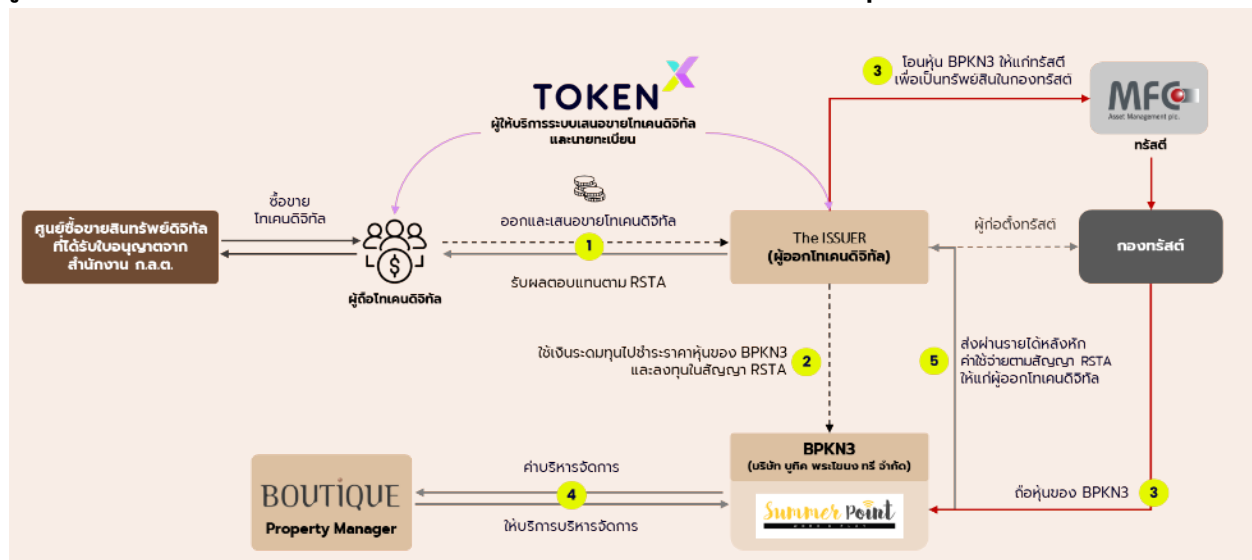 TOKEN X
ผู้ให้บริการระบบเสนอขายโทเคนดิจิทัล
และนายทะเบียน
3
โอนหุ้น BPKN3 ให้แก่ทรัสตี
เพื่อเป็นทรัพย์สินในกองทรัสต์
MFC
Asset Management plc.
ทรัสตี
ศูนย์ซื้อขายสินทรัพย์ดิจิทัล
ที่ได้รับใบอนุญาตจาก
สำนักงาน ก.ล.ต.
ซื้อขาย
โทเคนดิจิทัล
ผู้ถือโทเคนดิจิทัล
ออกและเสนอขายโทเคนดิจิทัล
1
รับผลตอบแทนตาม RSTA
The ISSUER
(ผู้ออกโทเคนดิจิทัล)
ผู้ก่อตั้งทรัสต์
กองทรัสต์
ใช้เงินระดมทุนไปชำระราคาหุ้นของ BPKN3
และลงทุนในสัญญา RSTA
2
5
ส่งผ่านรายได้หลังหัก
ค่าใช้จ่ายตามสัญญา RSTA
ให้แก่ผู้ออกโทเคนดิจิทัล
BOUTIQUE
Property Manager
ค่าบริหารจัดการ
4
ให้บริการบริหารจัดการ
BPKN3
(บริษัท บูทิค พระโขนง ทรี จำกัด)
Summer Point
ถือหุ้นของ BPKN3
3